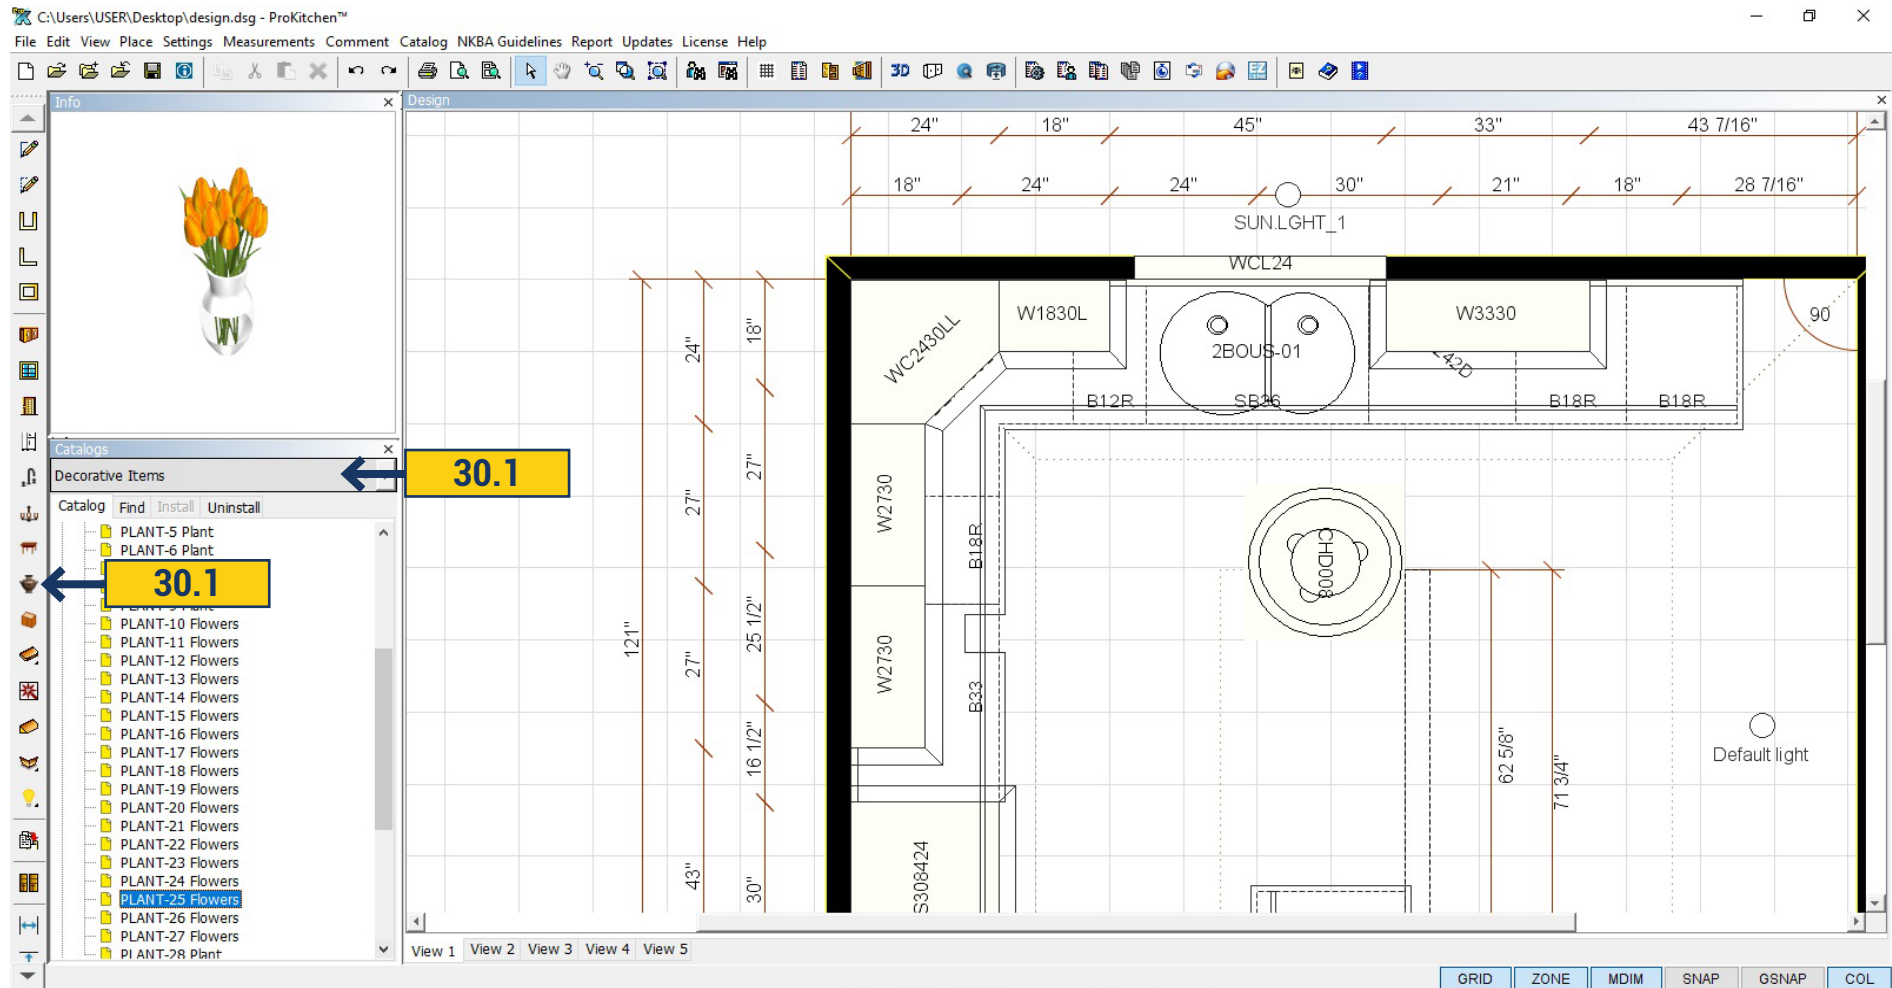 C:\Users\USER\Desktop\design.dsg - ProKitchen™
File Edit View Place Settings Measurements Comment Catalog NKBA Guidelines Report Updates License Help
3D
Info
Design
24" 18" 45" 33" 43 7/16"
18" 24" 24" 30" 21" 18" 28 7/16"
SUN.LGHT_1
WCL24
W1830L
W3330
90
WC2430LL
2BOUS-01
B12R
SB36
B18R
B18R
24"
18"
27"
27"
121"
27"
25 1/2"
16 1/2"
43"
30"
W2730
B18R
W2730
B33
S308424
CHD008
62 5/8"
71 3/4"
Default light
Catalogs
Decorative Items
30.1
Catalog Find Install Uninstall
PLANT-5 Plant
PLANT-6 Plant
30.1
PLANT-10 Flowers
PLANT-11 Flowers
PLANT-12 Flowers
PLANT-13 Flowers
PLANT-14 Flowers
PLANT-15 Flowers
PLANT-16 Flowers
PLANT-17 Flowers
PLANT-18 Flowers
PLANT-19 Flowers
PLANT-20 Flowers
PLANT-21 Flowers
PLANT-22 Flowers
PLANT-23 Flowers
PLANT-24 Flowers
PLANT-25 Flowers
PLANT-26 Flowers
PLANT-27 Flowers
PLANT-28 Plant
View 1 View 2 View 3 View 4 View 5
GRID ZONE MDIM SNAP GSNAP COL